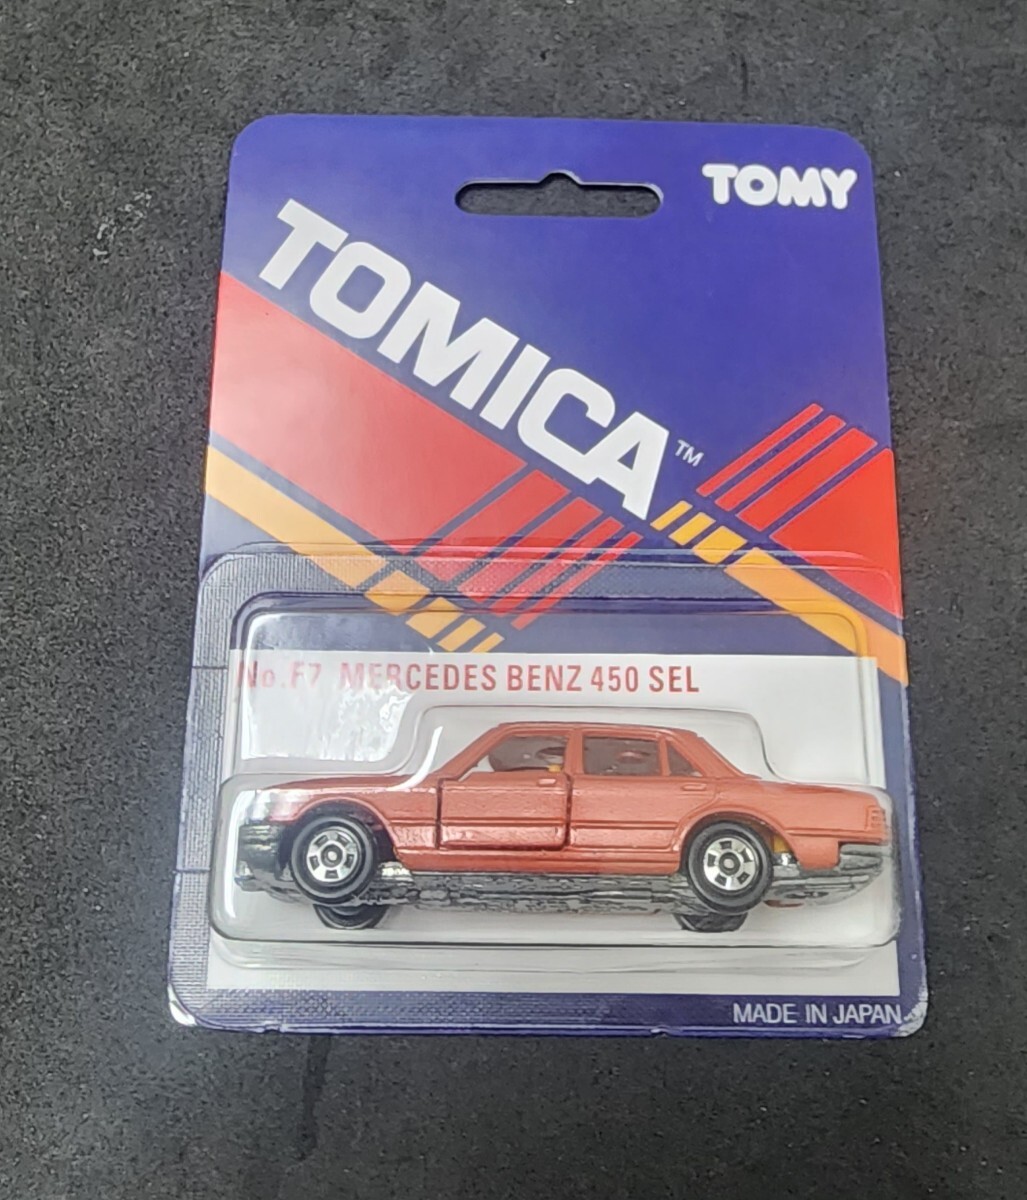 TOMY
TOMICA™
No.F7 MERCEDES BENZ 450 SEL
MADE IN JAPAN